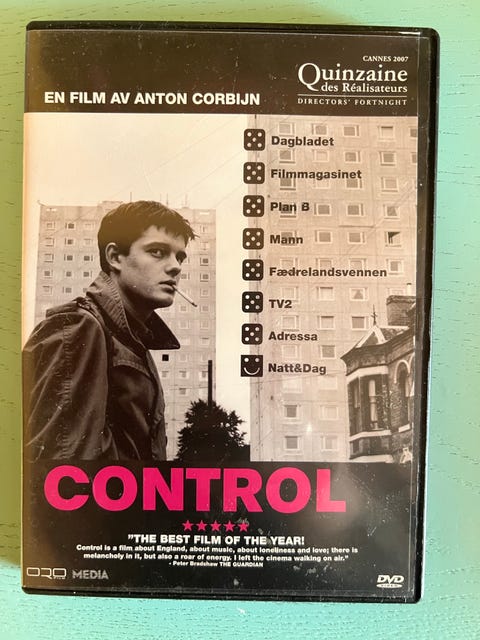 CANNES 2007
Quinzaine
des Réalisateurs
DIRECTORS' FORTNIGHT
EN FILM AV ANTON CORBIJN
Dagbladet
Filmmagasinet
Plan B
Mann
Fædrelandsvennen
TV2
Adressa
Natt&Dag
CONTROL
"THE BEST FILM OF THE YEAR!
Control is a film about England, about music, about loneliness and love; there is
melancholy in it, but also a roar of energy. I left the cinema walking on air."
- Peter Bradshaw THE GUARDIAN
ORO MEDIA
DVD
VIDEO